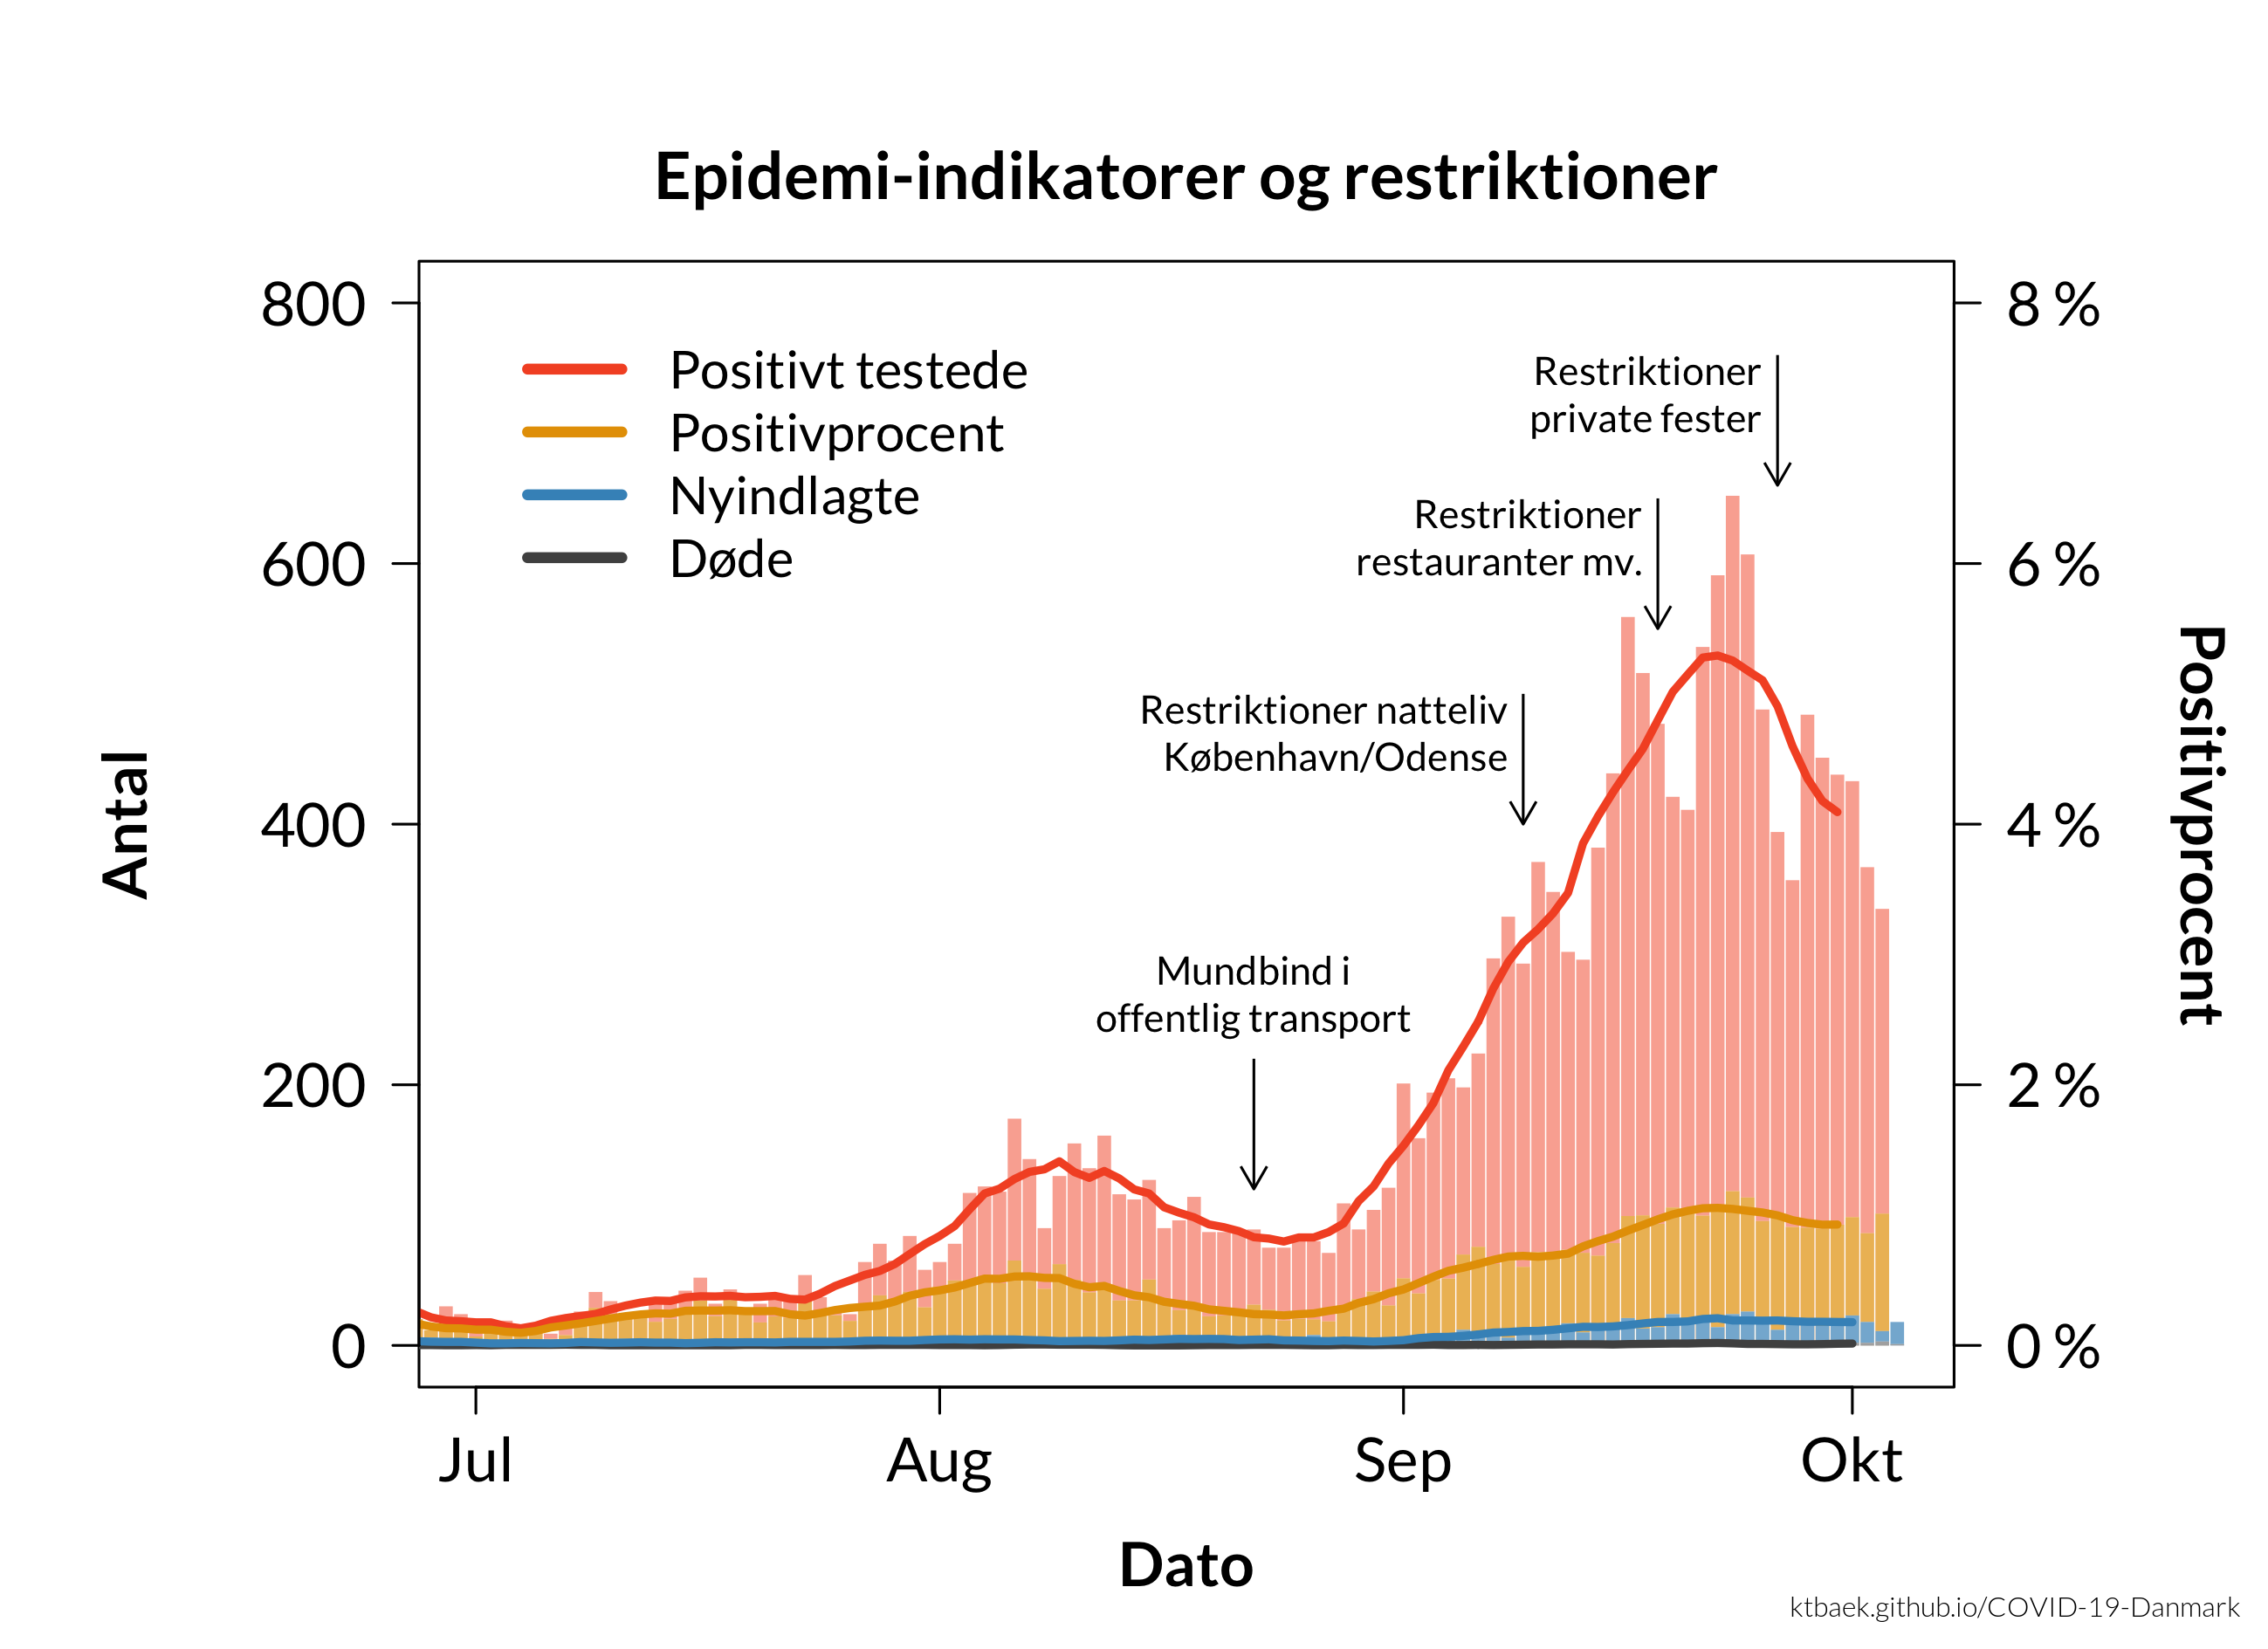 Epidemi-indikatorer og restriktioner
800
600
400
200
0
Antal
Positivt testede
Positivprocent
Nyindlagte
Døde
Mundbind i
offentlig transport
Restriktioner natteliv
København/Odense
Restriktioner
restauranter mv.
Restriktioner
private fester
8 %
6 %
4 %
2 %
0 %
Positivprocent
Jul
Aug
Sep
Okt
Dato
ktbaek.github.io/COVID-19-Danmark